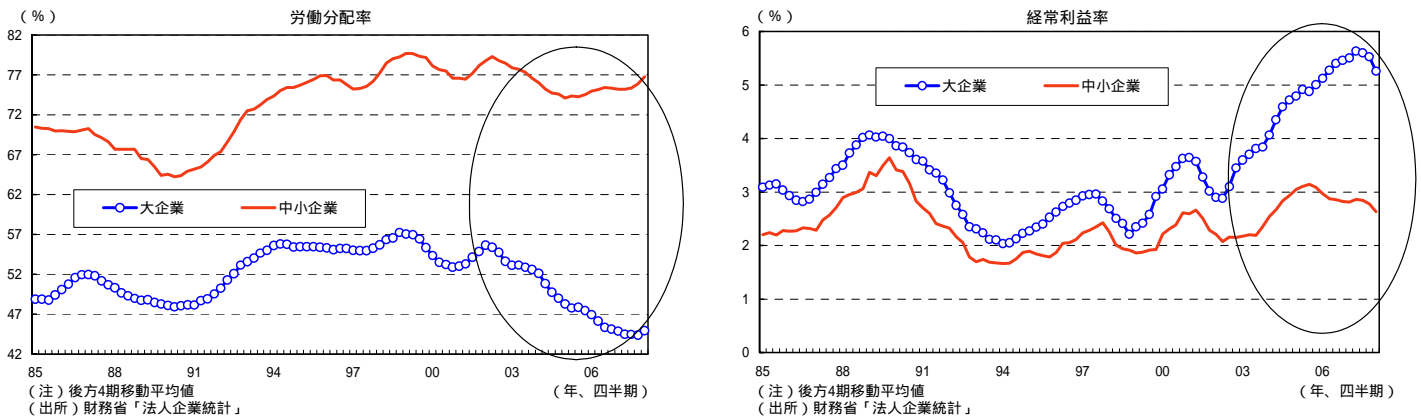 労働分配率
（％）
82
77
72
67
62
57
52
47
42
大企業
中小企業
85 88 91 94 97 00 03 06
（年、四半期）
（注）後方4期移動平均値
（出所）財務省「法人企業統計」
経常利益率
（％）
6
5
4
3
2
1
0
大企業
中小企業
85 88 91 94 97 00 03 06
（年、四半期）
（注）後方4期移動平均値
（出所）財務省「法人企業統計」